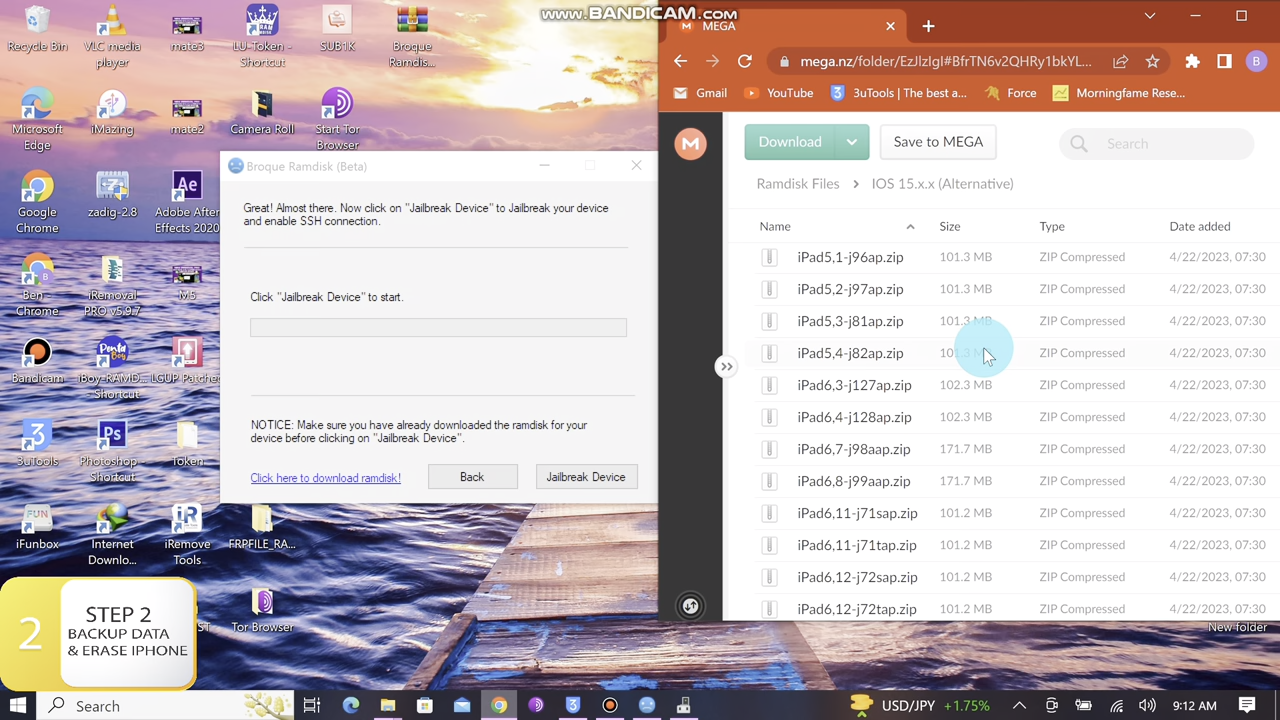 www.BANDICAM.com
Recycle Bin
VLC media
player
mate3
LU-Token -
Shortcut
SUB1K
Broque
Ramdis...
Microsoft
Edge
iMazing
mate2
Camera Roll
Start Tor
Browser
Google
Chrome
zadig-2.8
Adobe After
Effects 2020
Ben -
Chrome
iRemoval
PRO v5.9.7
M5
Bandicam
iBoy-RAMD...
Shortcut
LGUP Patched
3uTools
Photoshop -
Shortcut
Token
iFunbox
Internet
Downlo...
iRemove
Tools
FRPFILE_RA...
Tor Browser
New folder
Broque Ramdisk (Beta)
Great! Almost there. Now click on "Jailbreak Device" to Jailbreak your device
and enable SSH connection.
Click "Jailbreak Device" to start.
NOTICE: Make sure you have already downloaded the ramdisk for your
device before clicking on "Jailbreak Device".
Click here to download ramdisk!
Back
Jailbreak Device
MEGA
mega.nz/folder/EzJlzIgI#BfrTN6v2QHRy1bkYL...
B
Gmail
YouTube
3uTools | The best a...
Force
Morningfame Rese...
Download
Save to MEGA
Search
Ramdisk Files > IOS 15.x.x (Alternative)
Name Size Type Date added
iPad5,1-j96ap.zip 101.3 MB ZIP Compressed 4/22/2023, 07:30
iPad5,2-j97ap.zip 101.3 MB ZIP Compressed 4/22/2023, 07:30
iPad5,3-j81ap.zip 101.3 MB ZIP Compressed 4/22/2023, 07:30
iPad5,4-j82ap.zip 101.3 MB ZIP Compressed 4/22/2023, 07:30
iPad6,3-j127ap.zip 102.3 MB ZIP Compressed 4/22/2023, 07:30
iPad6,4-j128ap.zip 102.3 MB ZIP Compressed 4/22/2023, 07:30
iPad6,7-j98aap.zip 171.7 MB ZIP Compressed 4/22/2023, 07:30
iPad6,8-j99aap.zip 171.7 MB ZIP Compressed 4/22/2023, 07:30
iPad6,11-j71sap.zip 101.2 MB ZIP Compressed 4/22/2023, 07:30
iPad6,11-j71tap.zip 101.2 MB ZIP Compressed 4/22/2023, 07:30
iPad6,12-j72sap.zip 101.2 MB ZIP Compressed 4/22/2023, 07:30
iPad6,12-j72tap.zip 101.2 MB ZIP Compressed 4/22/2023, 07:30
2
STEP 2
BACKUP DATA
& ERASE IPHONE
Search
USD/JPY +1.75%
9:12 AM